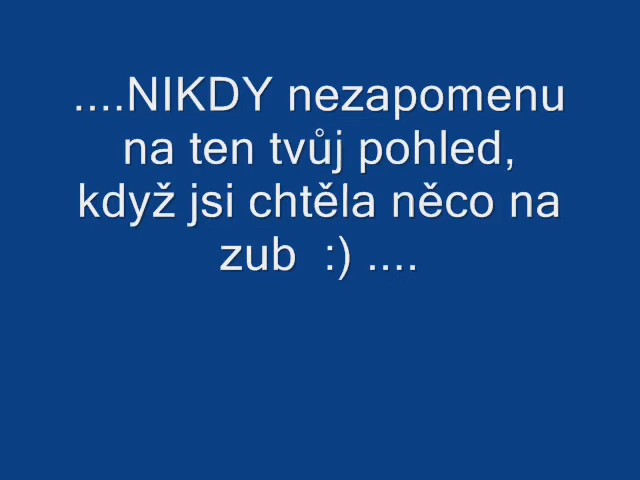 ....NIKDY nezapomenu
na ten tvůj pohled,
když jsi chtěla něco na
zub :) ....